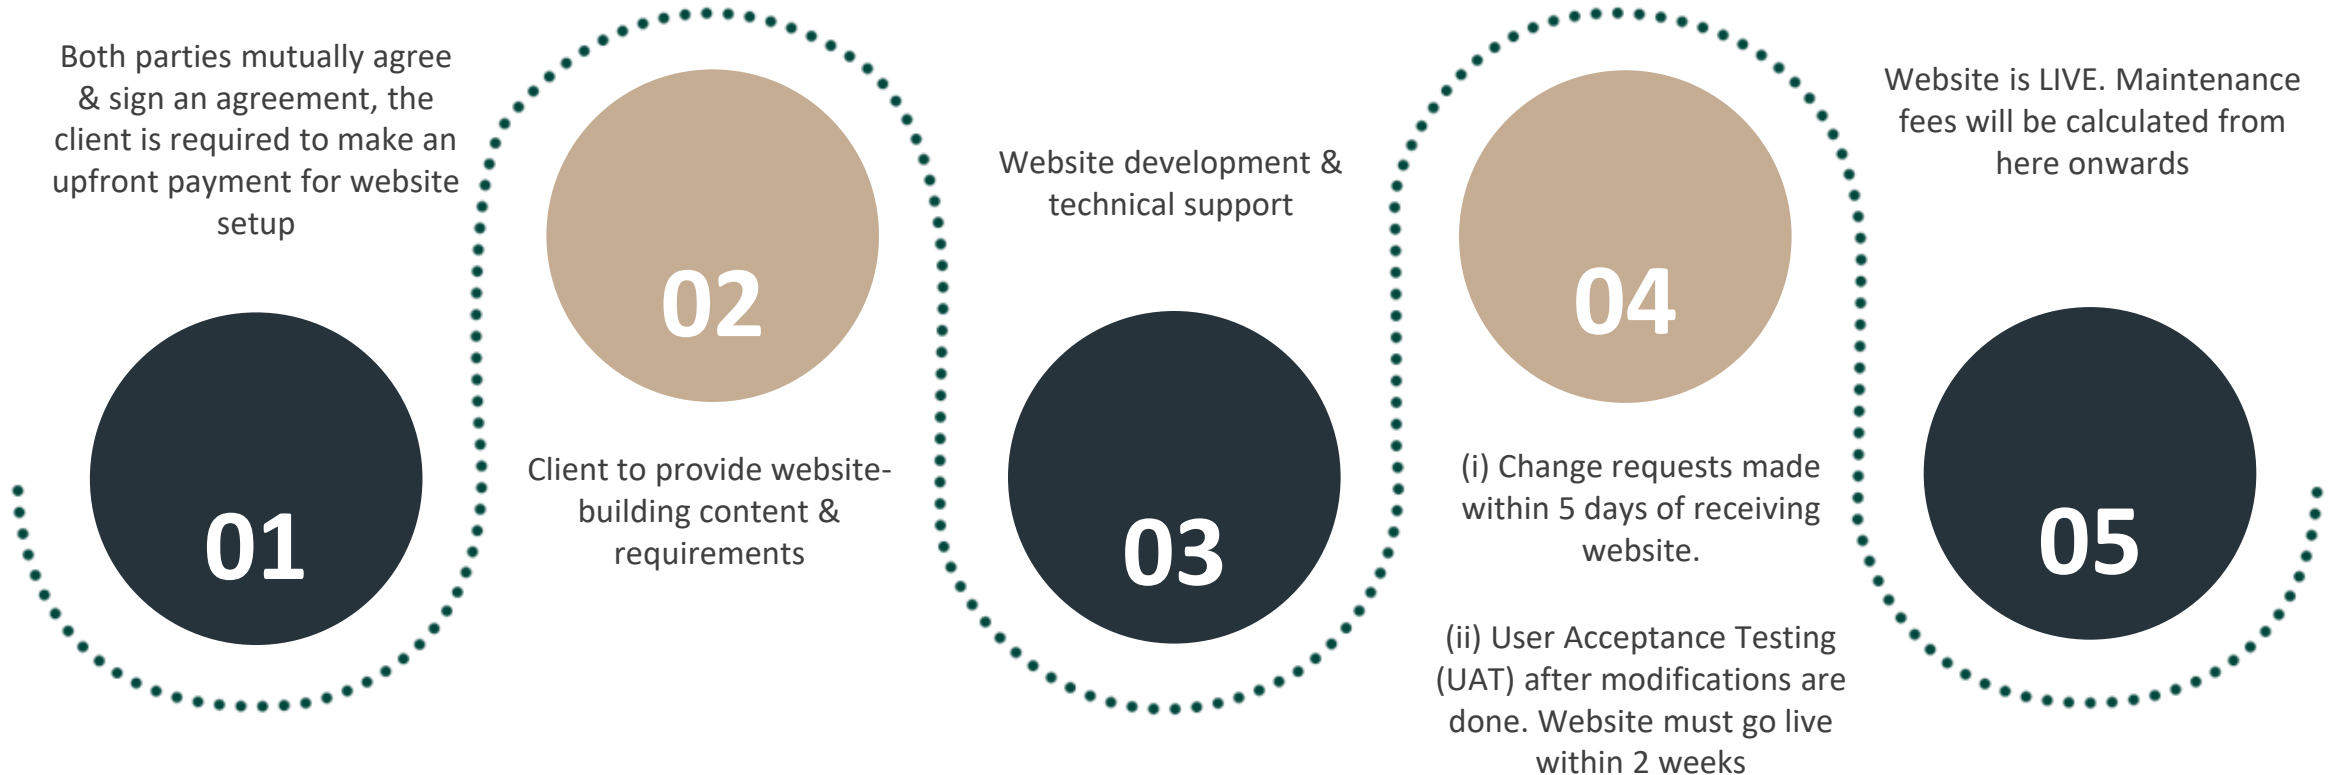 Both parties mutually agree
& sign an agreement, the
client is required to make an
upfront payment for website
setup
01
02
Client to provide website-
building content &
requirements
Website development &
technical support
03
04
(i) Change requests made
within 5 days of receiving
website.
(ii) User Acceptance Testing
(UAT) after modifications are
done. Website must go live
within 2 weeks
Website is LIVE. Maintenance
fees will be calculated from
here onwards
05